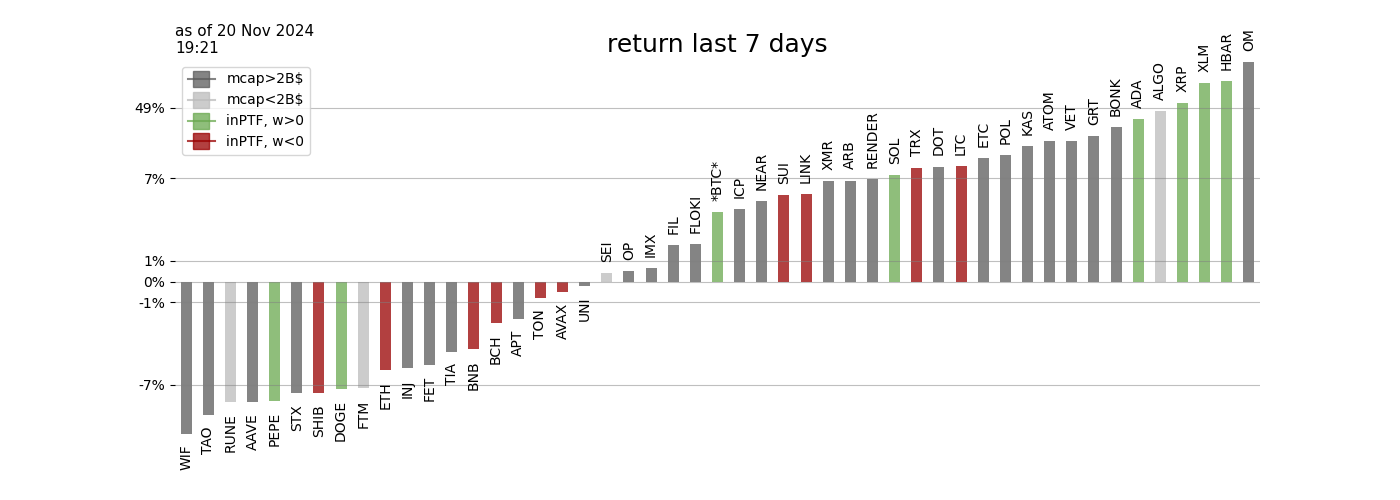 as of 20 Nov 2024
19:21
return last 7 days
mcap>2B$
mcap<2B$
inPTF, w>0
inPTF, w<0
49%
7%
1%
0%
-1%
-7%
WIF
TAO
RUNE
AAVE
PEPE
STX
SHIB
DOGE
FTM
ETH
INJ
FET
TIA
BNB
BCH
APT
TON
AVAX
UNI
SEI
OP
IMX
FIL
FLOKI
*BTC*
ICP
NEAR
SUI
LINK
XMR
ARB
RENDER
SOL
TRX
DOT
LTC
ETC
POL
KAS
ATOM
VET
GRT
BONK
ADA
ALGO
XRP
XLM
HBAR
OM